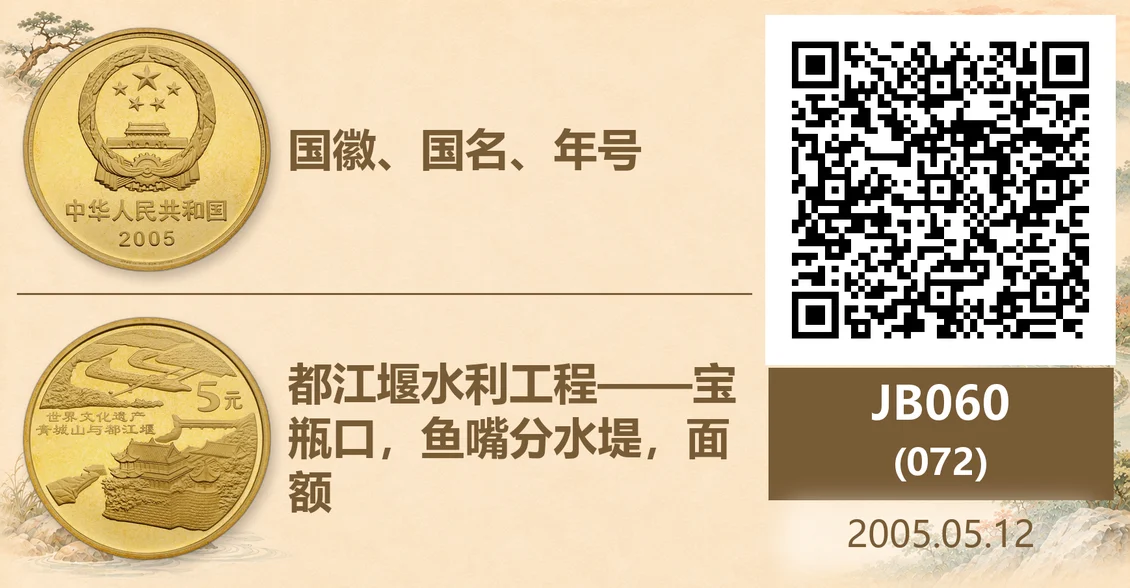 中华人民共和国
2005
国徽、国名、年号
5元
世界文化遗产
青城山与都江堰
都江堰水利工程——宝
瓶口，鱼嘴分水堤，面
额
JB060
(072)
2005.05.12